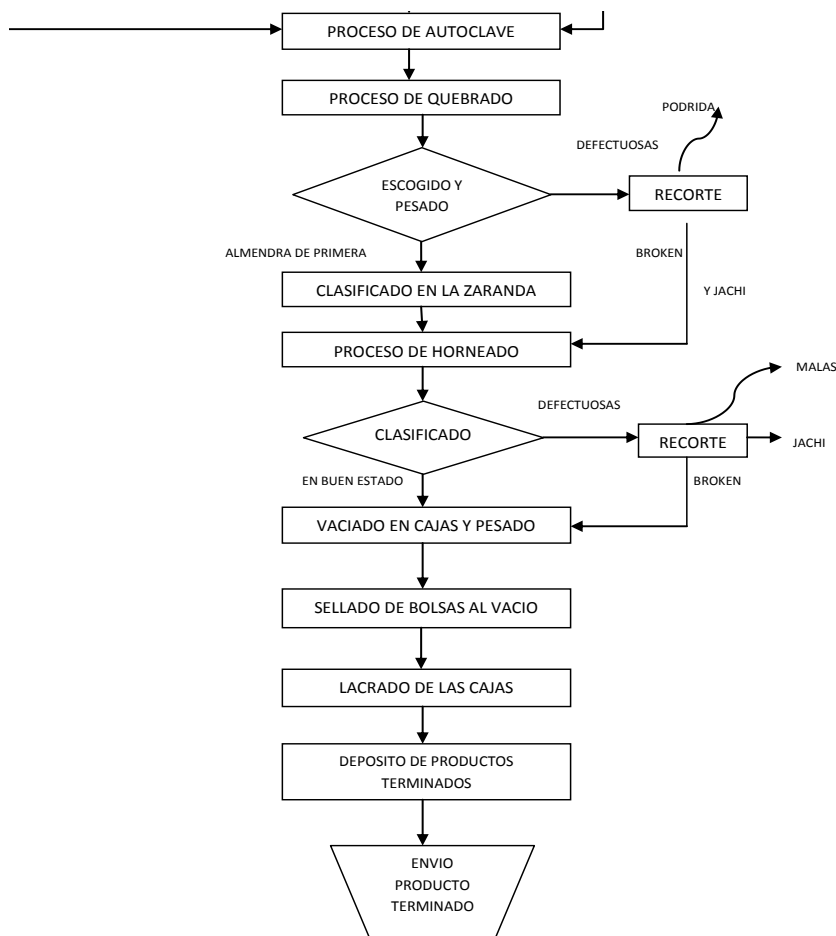 PROCESO DE AUTOCLAVE
PROCESO DE QUEBRADO
PODRIDA
DEFECTUOSAS
ESCOGIDO Y
PESADO
RECORTE
ALMENDRA DE PRIMERA
BROKEN
CLASIFICADO EN LA ZARANDA
Y JACHI
PROCESO DE HORNEADO
MALAS
DEFECTUOSAS
CLASIFICADO
RECORTE
JACHI
EN BUEN ESTADO
BROKEN
VACIADO EN CAJAS Y PESADO
SELLADO DE BOLSAS AL VACIO
LACRADO DE LAS CAJAS
DEPOSITO DE PRODUCTOS
TERMINADOS
ENVIO
PRODUCTO
TERMINADO